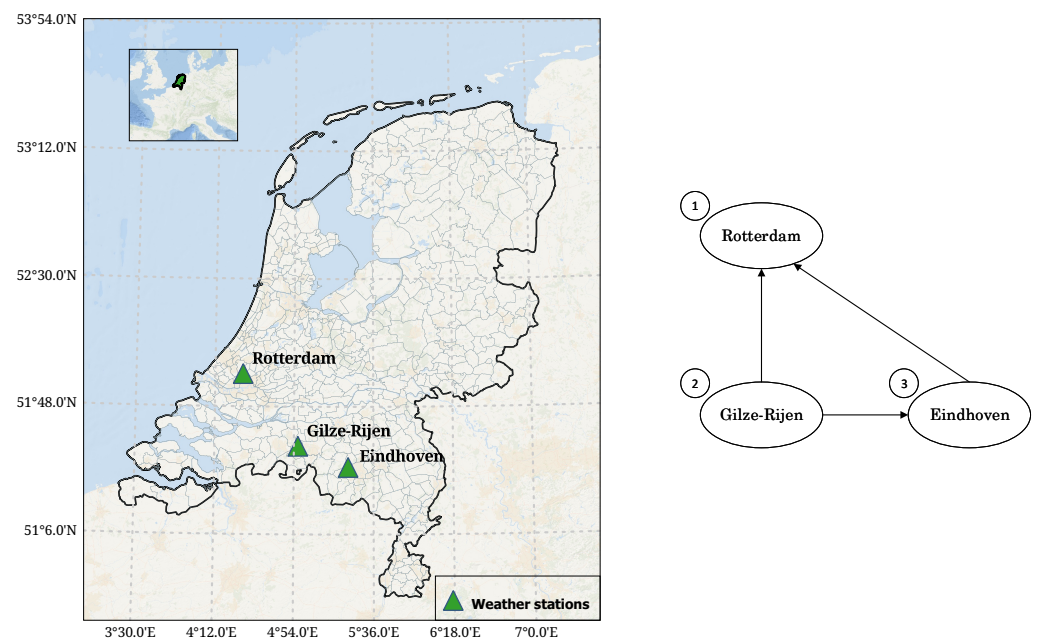 53°54.0'N
53°12.0'N
52°30.0'N
51°48.0'N
51°6.0'N
Rotterdam
Gilze-Rijen
Eindhoven
Weather stations
3°30.0'E 4°12.0'E 4°54.0'E 5°36.0'E 6°18.0'E 7°0.0'E
1
Rotterdam
2
Gilze-Rijen
3
Eindhoven